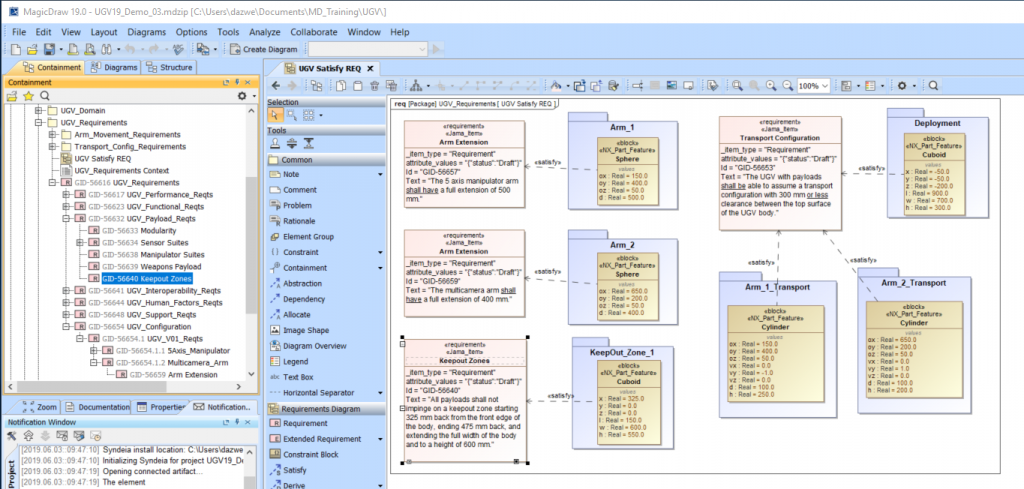 MagicDraw 19.0 - UGV19_Demo_03.mdzip [C:\Users\dazwe\Documents\MD_Training\UGV\]
File Edit View Layout Diagrams Options Tools Analyze Collaborate Window Help
Create Diagram
Containment Diagrams Structure
Containment
UGV_Domain
UGV_Requirements
Arm_Movement_Requirements
Transport_Config_Requirements
UGV Satisfy REQ
UGV_Requirements Context
GID-56616 UGV_Requirements
GID-56617 UGV_Performance_Reqts
GID-56623 UGV_Functional_Reqts
GID-56632 UGV_Payload_Reqts
GID-56633 Modularity
GID-56634 Sensor Suites
GID-56638 Manipulator Suites
GID-56639 Weapons Payload
GID-56640 Keepout Zones
GID-56641 UGV_Interoperability_Reqts
GID-56644 UGV_Human_Factors_Reqts
GID-56648 UGV_Support_Reqts
GID-56654 UGV_Configuration
GID-56654.1 UGV_V01_Reqts
GID-56654.1.1 5Axis_Manipulator
GID-56654.1.2 Multicamera_Arm
GID-56659 Arm Extension
Zoom Documentation Propertie Notification..
Notification Window
[2019.06.03::09:47:10] Syndeia install location: C:\Users\dazwe
[2019.06.03::09:47:10] Initializing Syndeia for project UGV19_De
[2019.06.03::09:47:19] Opening connected artifact...
[2019.06.03::09:47:19] The element
Project
UGV Satisfy REQ
100%
Selection
Tools
Common
Note
Comment
Problem
Rationale
Element Group
Constraint
Containment
Abstraction
Dependency
Allocate
Image Shape
Diagram Overview
Legend
Text Box
Horizontal Separator
Requirements Diagram
Requirement
Extended Requirement
Constraint Block
Satisfy
Derive
req [Package] UGV_Requirements [ UGV Satisfy REQ ]
«requirement»
«Jama_Item»
Arm Extension
_item_type = "Requirement"
attribute_values = "{"status":"Draft"}"
Id = "GID-56657"
Text = "The 5 axis manipulator arm
shall have a full extension of 500
mm."
«satisfy»
Arm_1
«block»
«NX_Part_Feature»
Sphere
values
ox : Real = 150.0
oy : Real = 400.0
oz : Real = 50.0
d : Real = 500.0
«requirement»
«Jama_Item»
Arm Extension
_item_type = "Requirement"
attribute_values = "{"status":"Draft"}"
Id = "GID-56659"
Text = "The multicamera arm shall
have a full extension of 400 mm."
«satisfy»
Arm_2
«block»
«NX_Part_Feature»
Sphere
values
ox : Real = 650.0
oy : Real = 200.0
oz : Real = 50.0
d : Real = 400.0
«requirement»
«Jama_Item»
Keepout Zones
_item_type = "Requirement"
attribute_values = "{"status":"Draft"}"
Id = "GID-56640"
Text = "All payloads shall not
impinge on a keepout zone starting
325 mm back from the front edge of
the body, ending 475 mm back, and
extending the full width of the body
and to a height of 600 mm."
«satisfy»
KeepOut_Zone_1
«block»
«NX_Part_Feature»
Cuboid
values
x : Real = 325.0
y : Real = 0.0
z : Real = 0.0
l : Real = 150.0
w : Real = 600.0
h : Real = 550.0
«requirement»
«Jama_Item»
Transport Configuration
_item_type = "Requirement"
attribute_values = "{"status":"Draft"}"
Id = "GID-56653"
Text = "The UGV with payloads
shall be able to assume a transport
configuration with 300 mm or less
clearance between the top surface
of the UGV body."
«satisfy»
Deployment
«block»
«NX_Part_Feature»
Cuboid
values
x : Real = -50.0
y : Real = -50.0
z : Real = -200.0
l : Real = 900.0
w : Real = 700.0
h : Real = 300.0
«satisfy»
«satisfy»
Arm_1_Transport
«block»
«NX_Part_Feature»
Cylinder
values
ox : Real = 150.0
oy : Real = 400.0
oz : Real = 50.0
vx : Real = 0.0
vy : Real = -1.0
vz : Real = 0.0
d : Real = 100.0
h : Real = 250.0
Arm_2_Transport
«block»
«NX_Part_Feature»
Cylinder
values
ox : Real = 650.0
oy : Real = 200.0
oz : Real = 50.0
vx : Real = 0.0
vy : Real = 1.0
vz : Real = 0.0
d : Real = 100.0
h : Real = 200.0